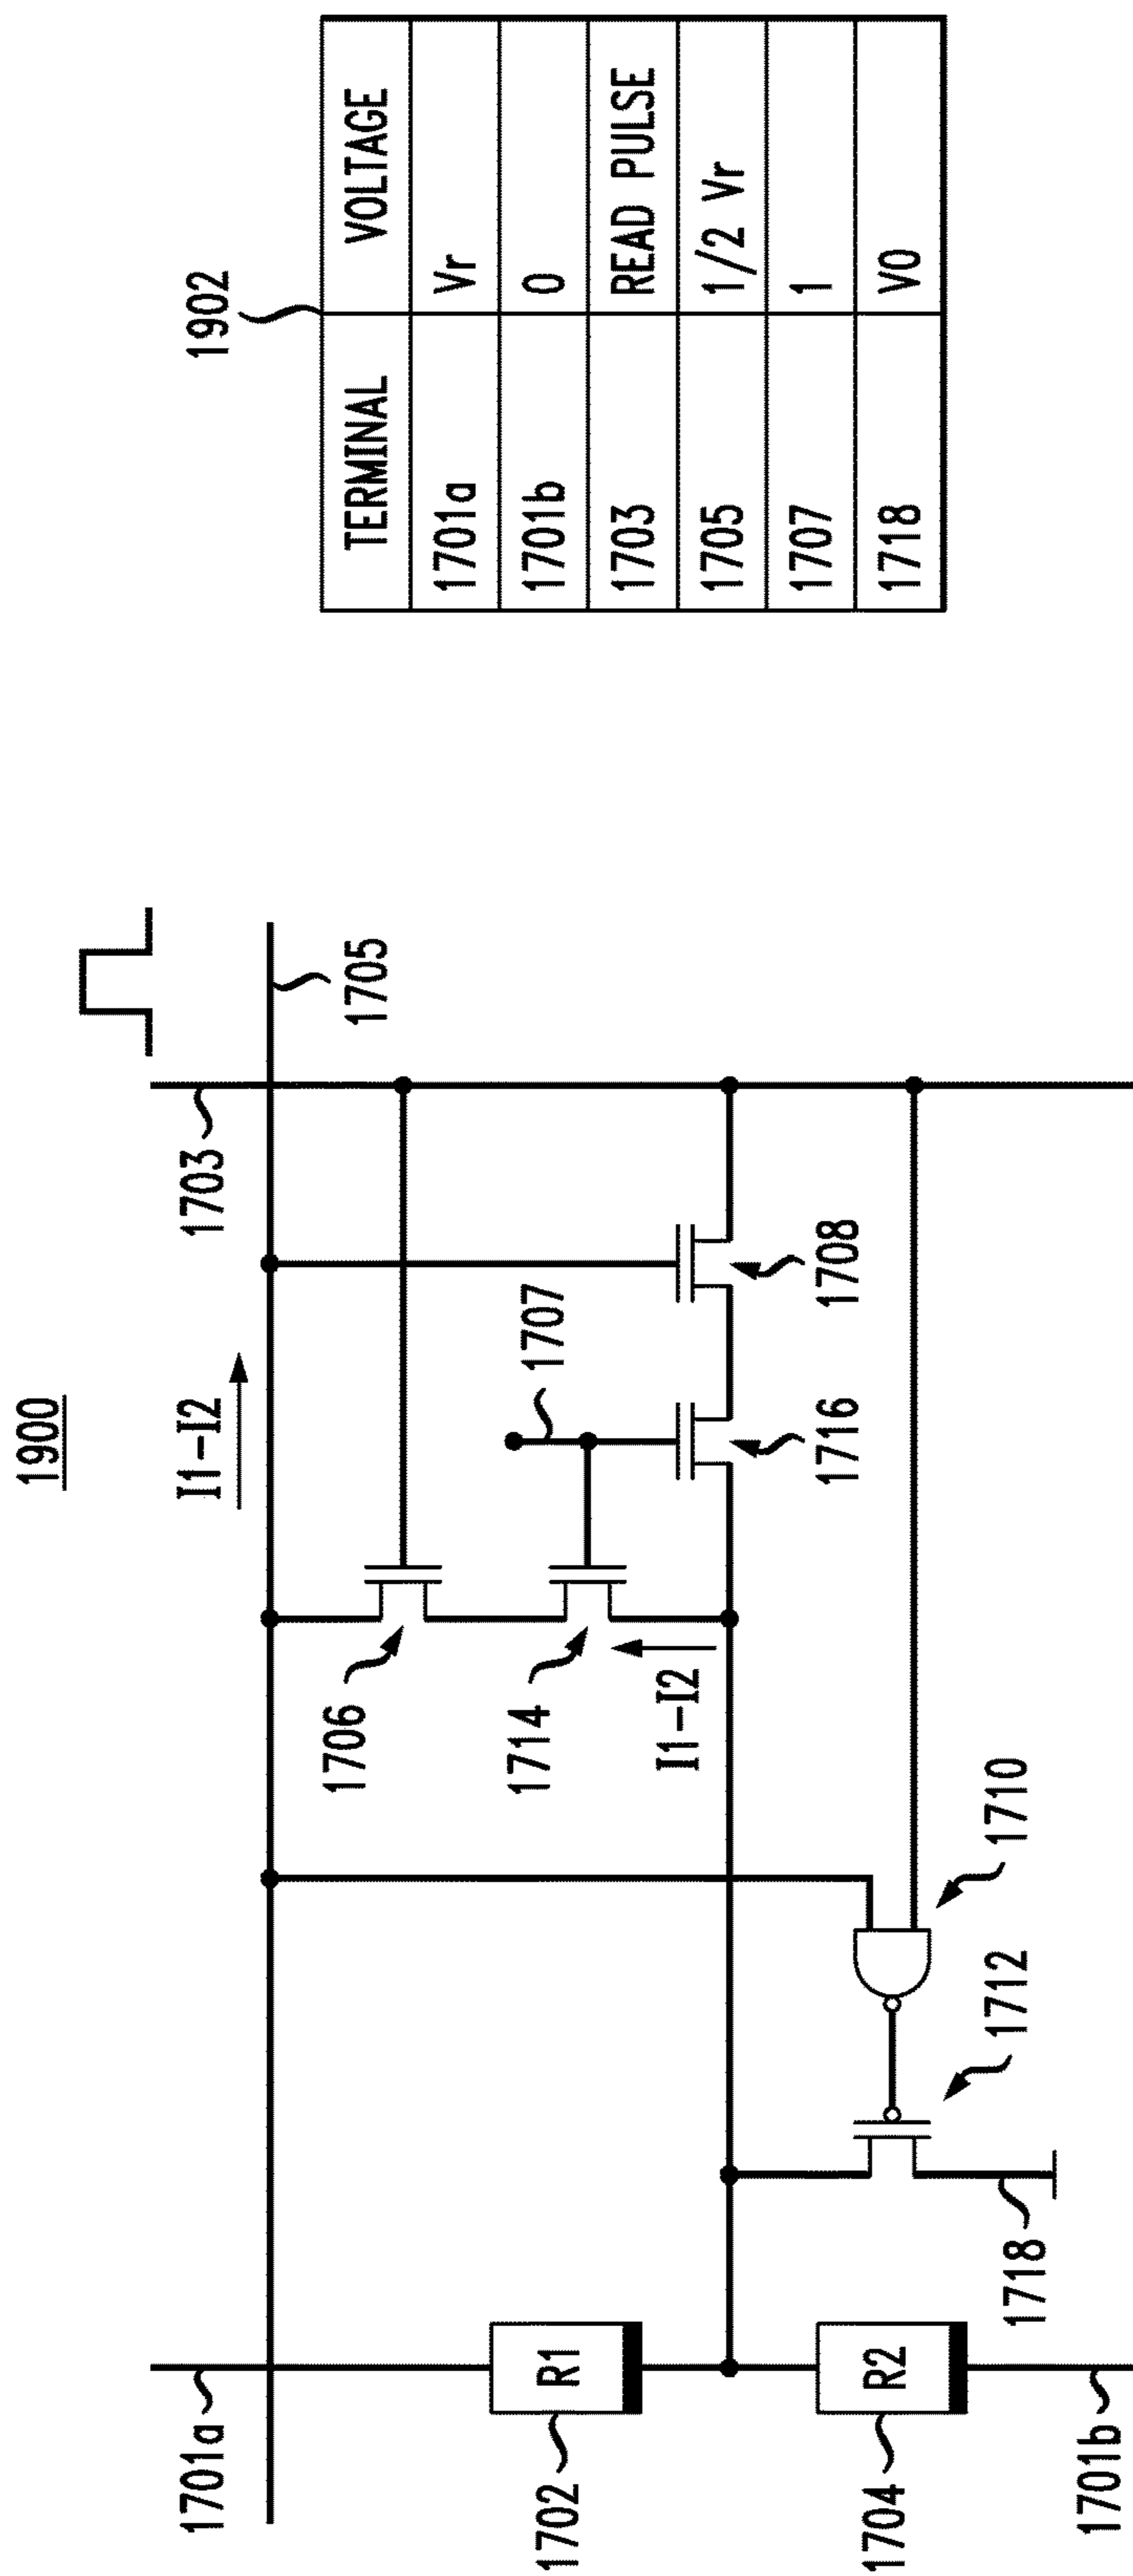 1900
1701a
1703
1705
I1-I2
1706
1707
1714
I1-I2
1716
1708
R1
1702
1712
1710
R2
1704
1718
1701b
1902
TERMINAL VOLTAGE
1701a Vr
1701b 0
1703 READ PULSE
1705 1/2 Vr
1707 1
1718 V0